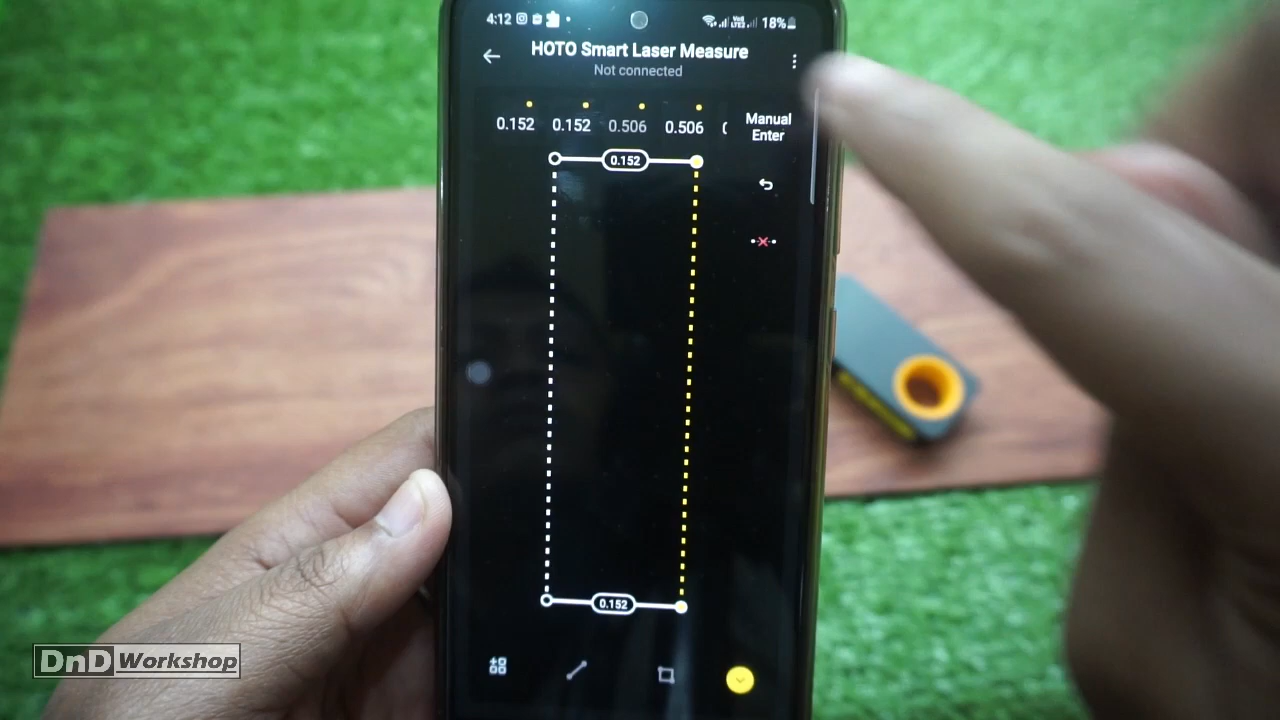 4:12
18%
HOTO Smart Laser Measure
Not connected
0.152 0.152 0.506 0.506
Manual
Enter
0.152
0.152
DnD Workshop